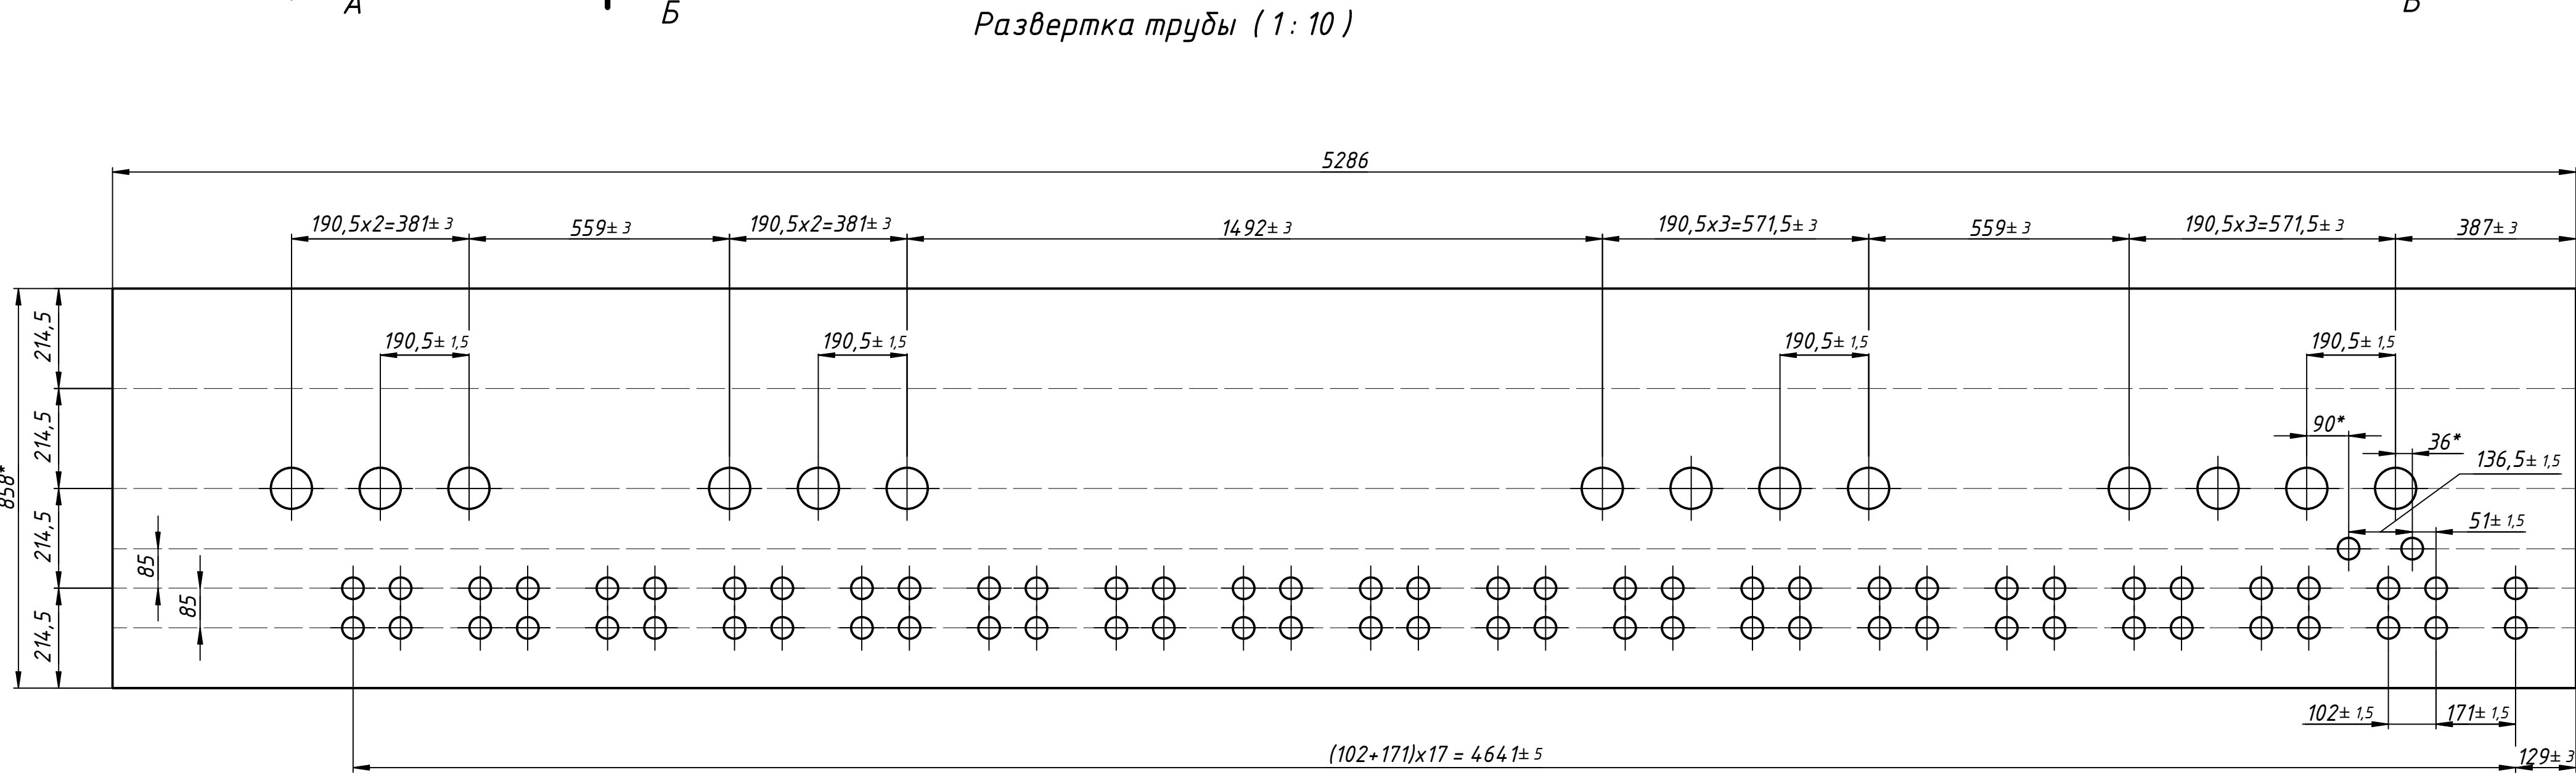 А
Б
В
Развертка трубы ( 1 : 10 )
5286
190,5x2=381± 3
559± 3
190,5x2=381± 3
1492± 3
190,5x3=571,5± 3
559± 3
190,5x3=571,5± 3
387± 3
214,5
190,5± 1,5
190,5± 1,5
190,5± 1,5
190,5± 1,5
214,5
90*
36*
136,5± 1,5
858*
214,5
51± 1,5
85
85
214,5
102± 1,5
171± 1,5
(102+171)x17 = 4641± 5
129± 3